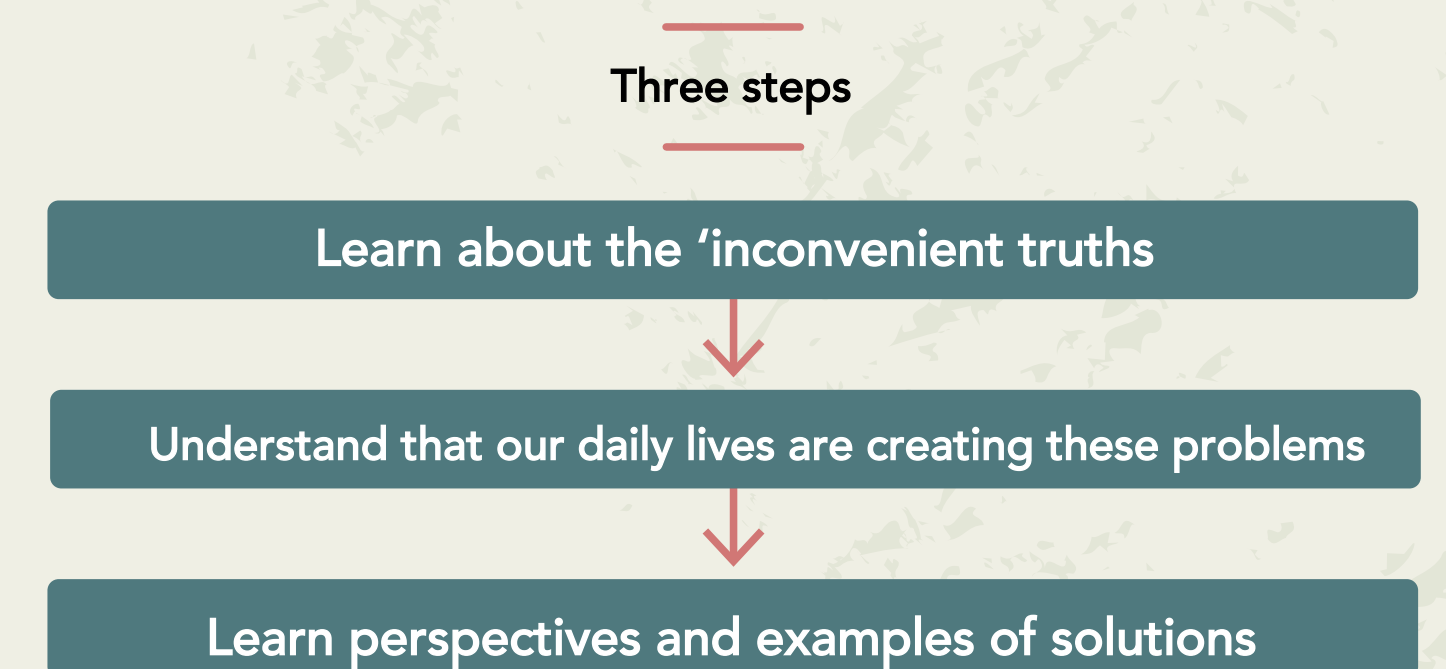 Three steps
Learn about the ‘inconvenient truths
Understand that our daily lives are creating these problems
Learn perspectives and examples of solutions